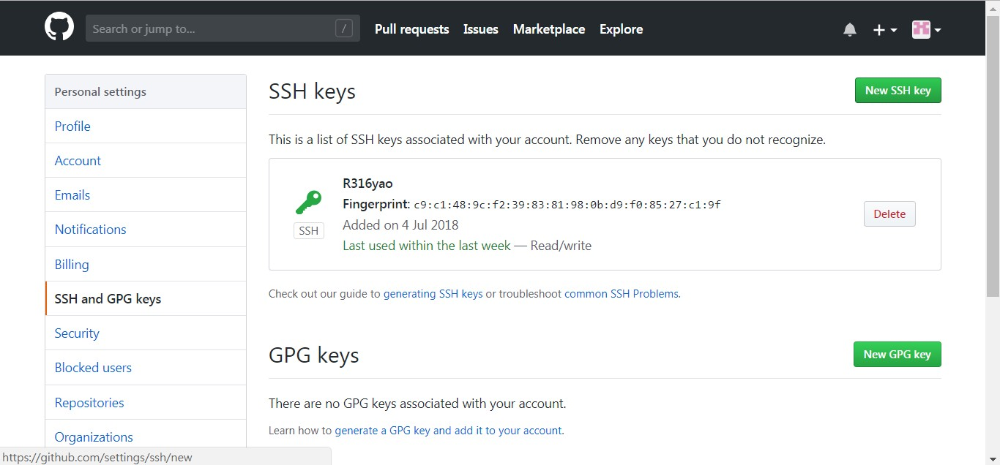 Search or jump to... / Pull requests Issues Marketplace Explore
Personal settings
Profile
Account
Emails
Notifications
Billing
SSH and GPG keys
Security
Blocked users
Repositories
Organizations
SSH keys New SSH key
This is a list of SSH keys associated with your account. Remove any keys that you do not recognize.
R316yao
Fingerprint: c9:c1:48:9c:f2:39:83:81:98:0b:d9:f0:85:27:c1:9f
Added on 4 Jul 2018
Last used within the last week — Read/write
SSH
Delete
Check out our guide to generating SSH keys or troubleshoot common SSH Problems.
GPG keys New GPG key
There are no GPG keys associated with your account.
Learn how to generate a GPG key and add it to your account.
https://github.com/settings/ssh/new